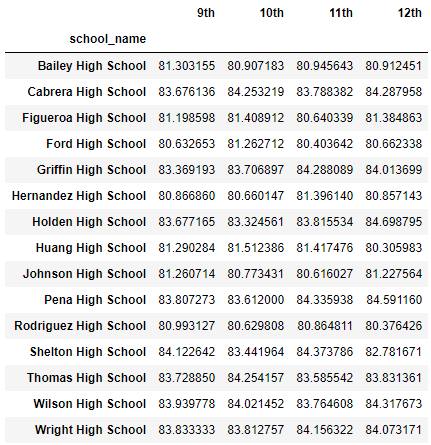 9th 10th 11th 12th
school_name
Bailey High School 81.303155 80.907183 80.945643 80.912451
Cabrera High School 83.676136 84.253219 83.788382 84.287958
Figueroa High School 81.198598 81.408912 80.640339 81.384863
Ford High School 80.632653 81.262712 80.403642 80.662338
Griffin High School 83.369193 83.706897 84.288089 84.013699
Hernandez High School 80.866860 80.660147 81.396140 80.857143
Holden High School 83.677165 83.324561 83.815534 84.698795
Huang High School 81.290284 81.512386 81.417476 80.305983
Johnson High School 81.260714 80.773431 80.616027 81.227564
Pena High School 83.807273 83.612000 84.335938 84.591160
Rodriguez High School 80.993127 80.629808 80.864811 80.376426
Shelton High School 84.122642 83.441964 84.373786 82.781671
Thomas High School 83.728850 84.254157 83.585542 83.831361
Wilson High School 83.939778 84.021452 83.764608 84.317673
Wright High School 83.833333 83.812757 84.156322 84.073171